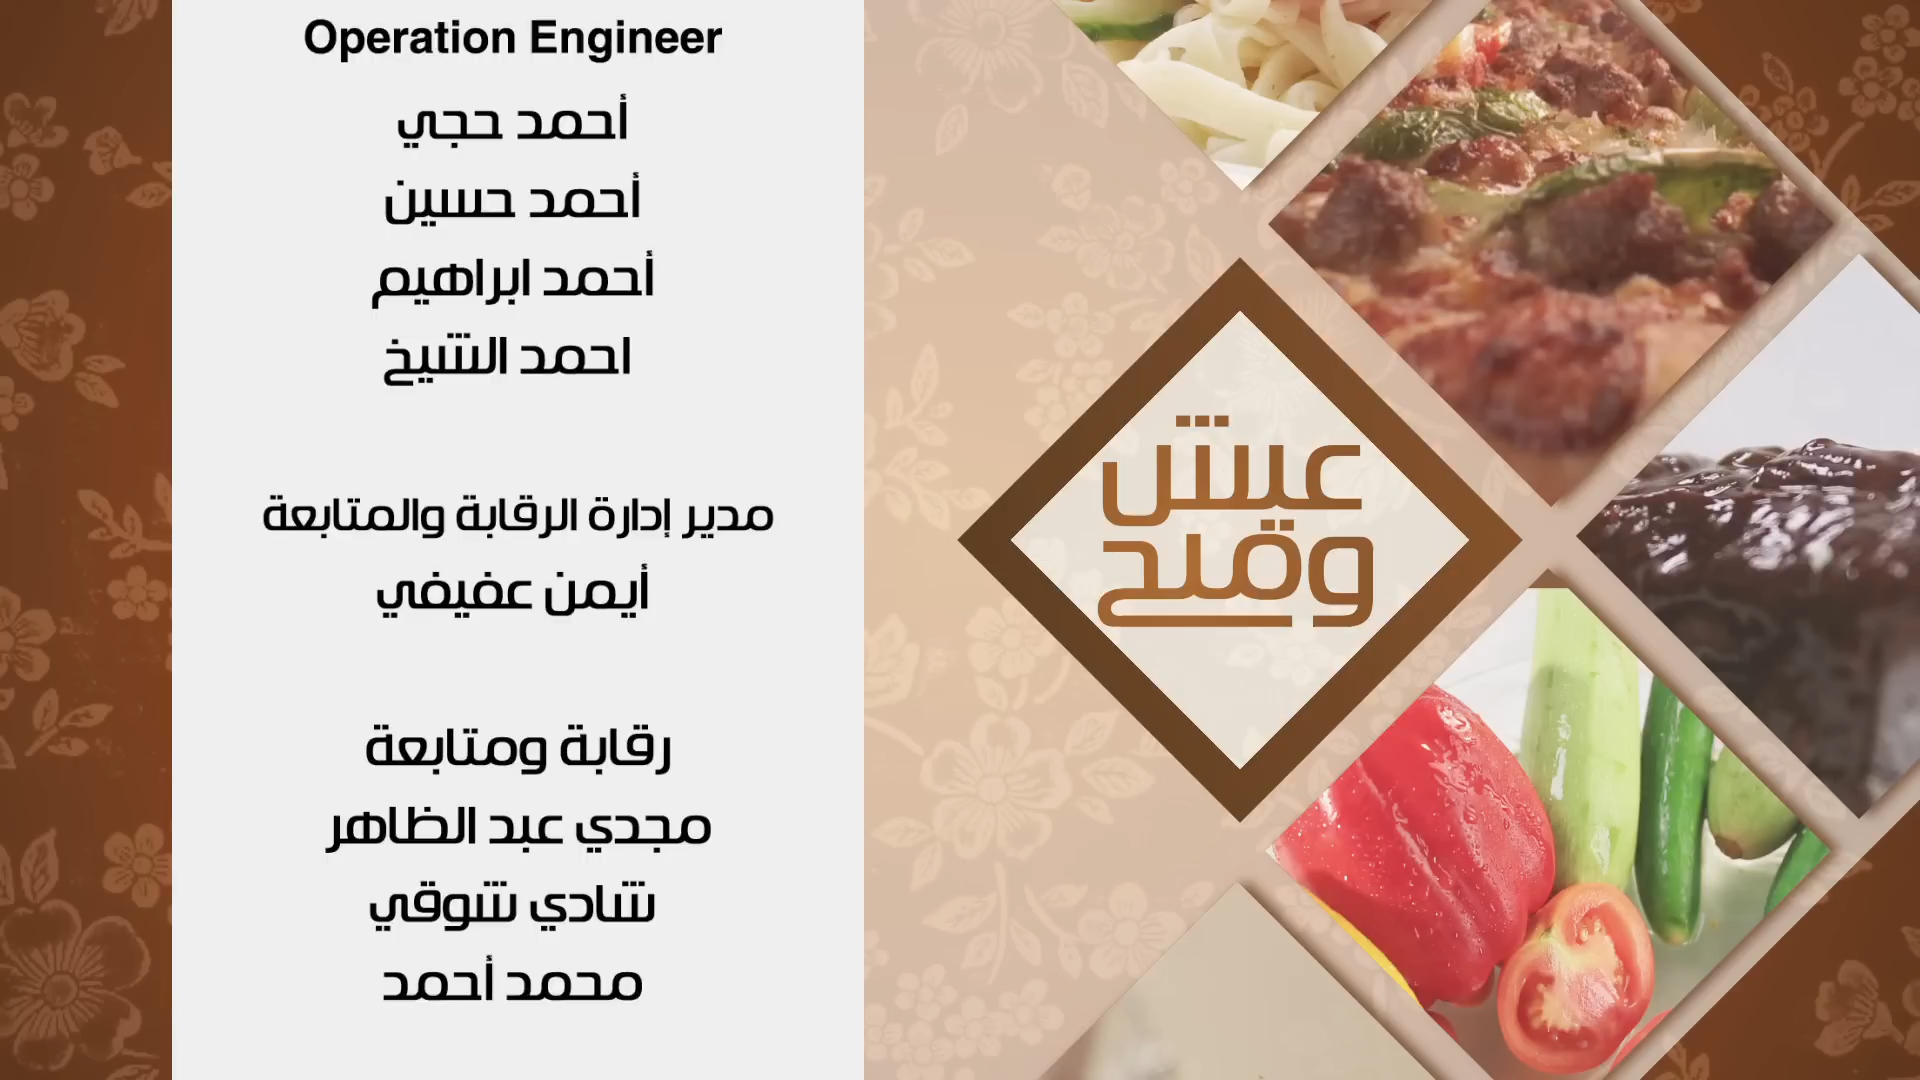 Operation Engineer
أحمد حجي
أحمد حسين
أحمد ابراهيم
احمد الشيخ
مدير إدارة الرقابة والمتابعة
أيمن عفيفي
رقابة ومتابعة
مجدي عبد الظاهر
شادي شوقي
محمد أحمد
عيش
وملح